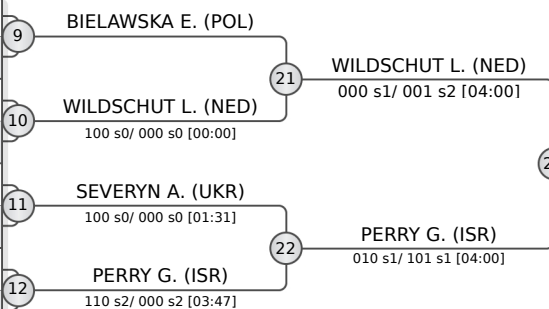 BIELAWSKA E. (POL)
9
21
WILDSCHUT L. (NED)
000 s1/ 001 s2 [04:00]
WILDSCHUT L. (NED)
10
100 s0/ 000 s0 [00:00]
SEVERYN A. (UKR)
11
100 s0/ 000 s0 [01:31]
22
PERRY G. (ISR)
010 s1/ 101 s1 [04:00]
PERRY G. (ISR)
12
110 s2/ 000 s2 [03:47]